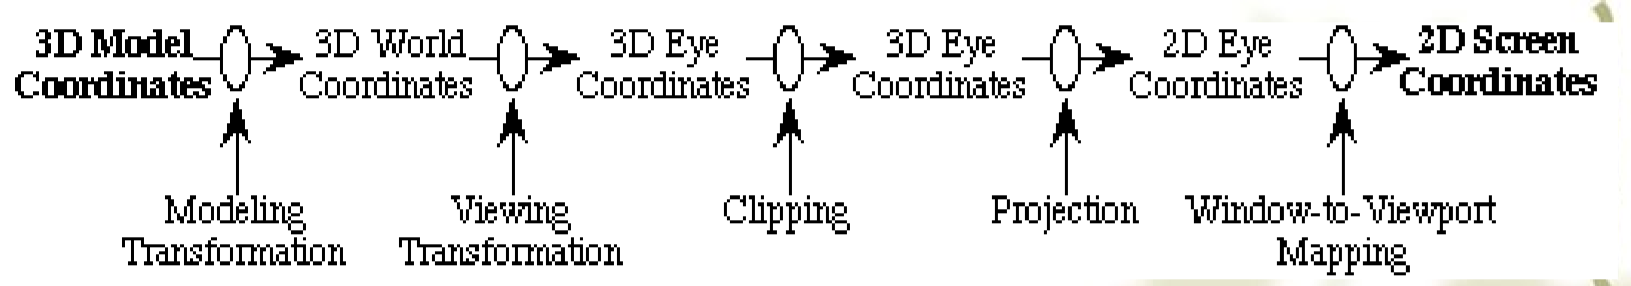 3D Model 3D World 3D Eye 3D Eye 2D Eye 2D Screen
Coordinates Coordinates Coordinates Coordinates Coordinates Coordinates
Modeling Viewing Clipping Projection Window-to-Viewport
Transformation Transformation Mapping